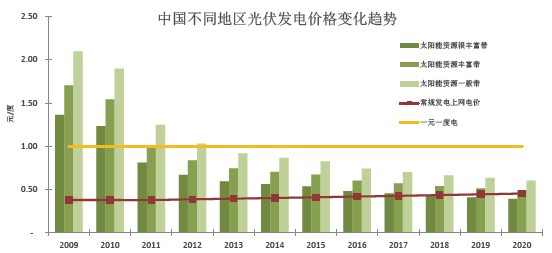 中国不同地区光伏发电价格变化趋势
2.50
2.00
1.50
1.00
0.50
-
元/度
太阳能资源很丰富带
太阳能资源丰富带
太阳能资源一般带
常规发电上网电价
一元一度电
2009 2010 2011 2012 2013 2014 2015 2016 2017 2018 2019 2020